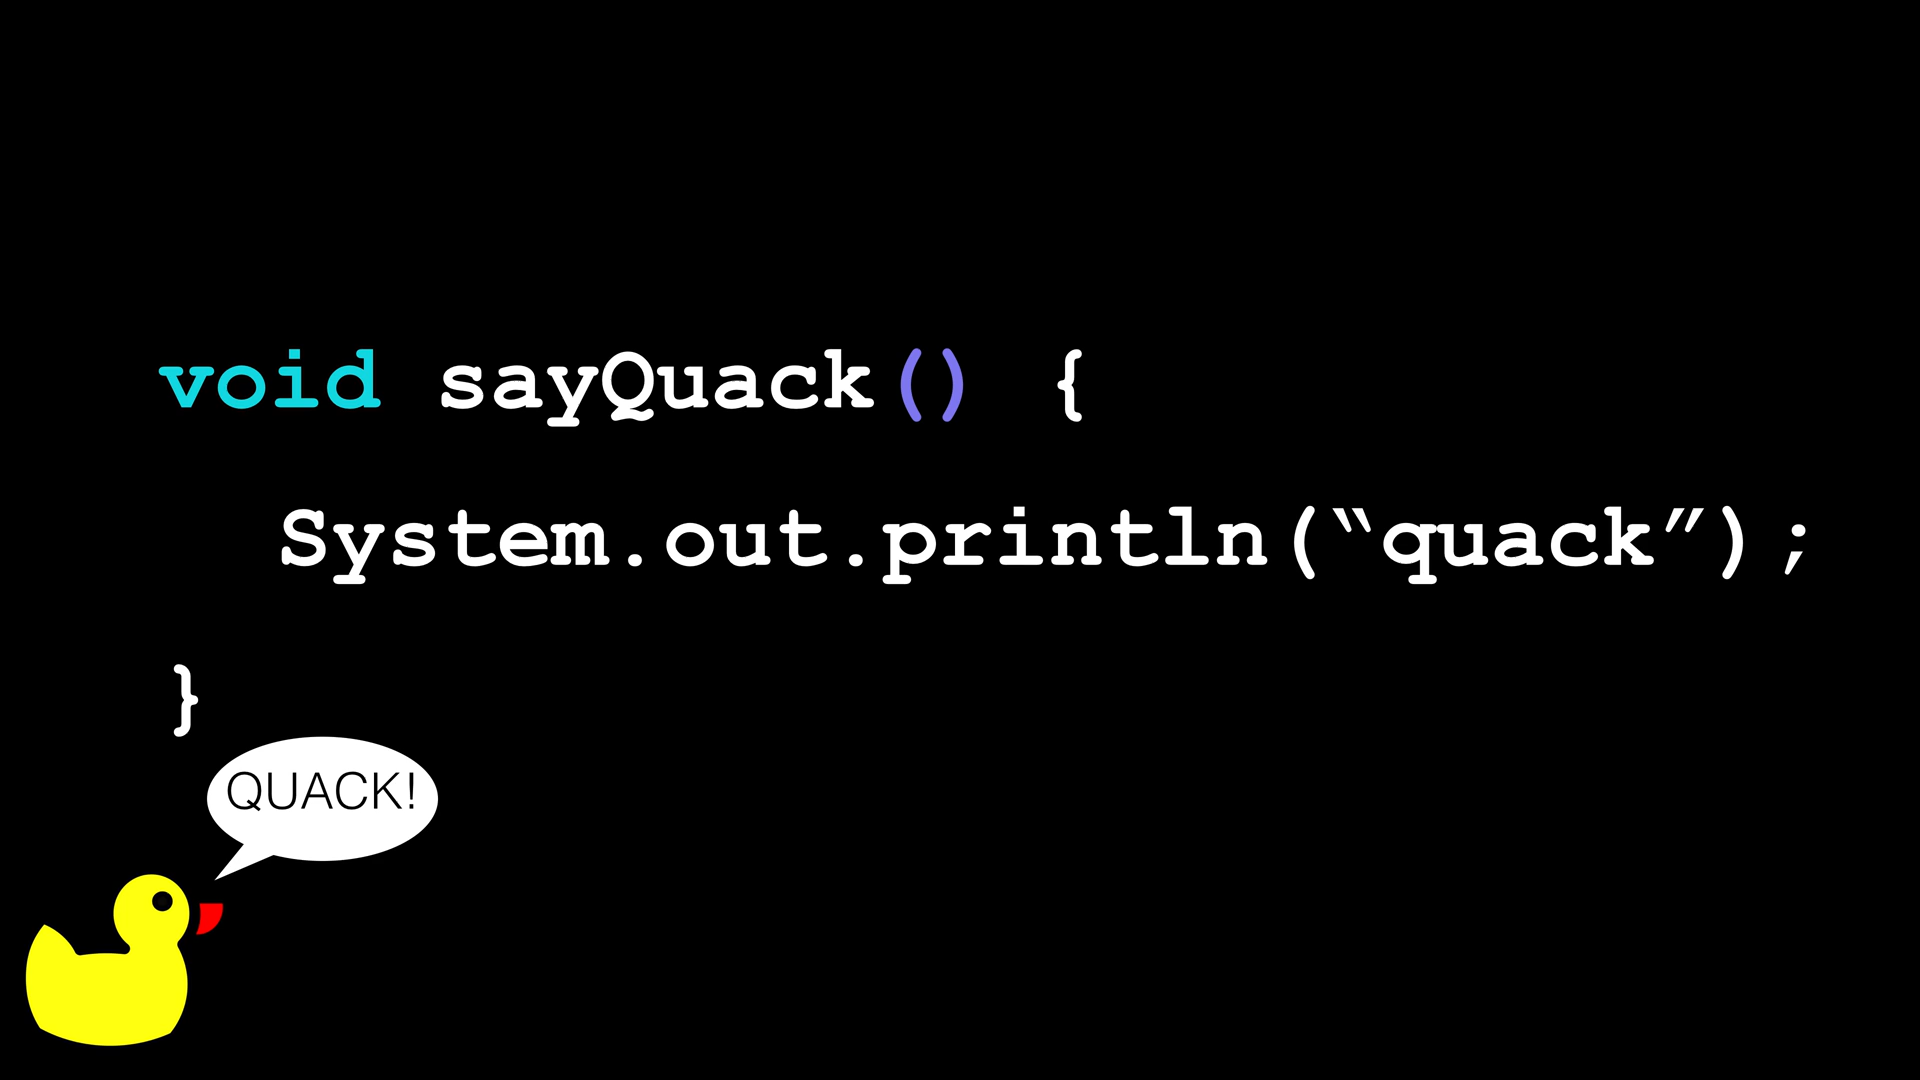 void sayQuack() {
System.out.println(“quack”);
}
QUACK!